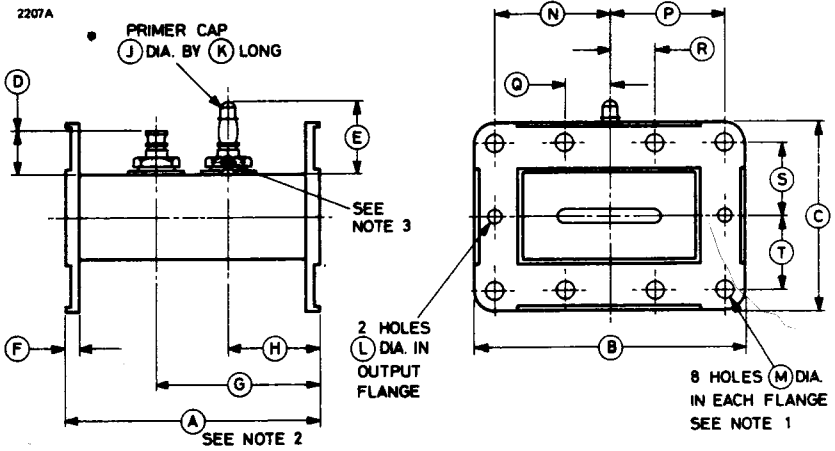 2207A
PRIMER CAP
J DIA. BY K LONG
D
E
SEE
NOTE 3
F
H
G
A
SEE NOTE 2
N
P
R
Q
S
C
T
2 HOLES
L DIA. IN
OUTPUT
FLANGE
B
8 HOLES M DIA.
IN EACH FLANGE
SEE NOTE 1